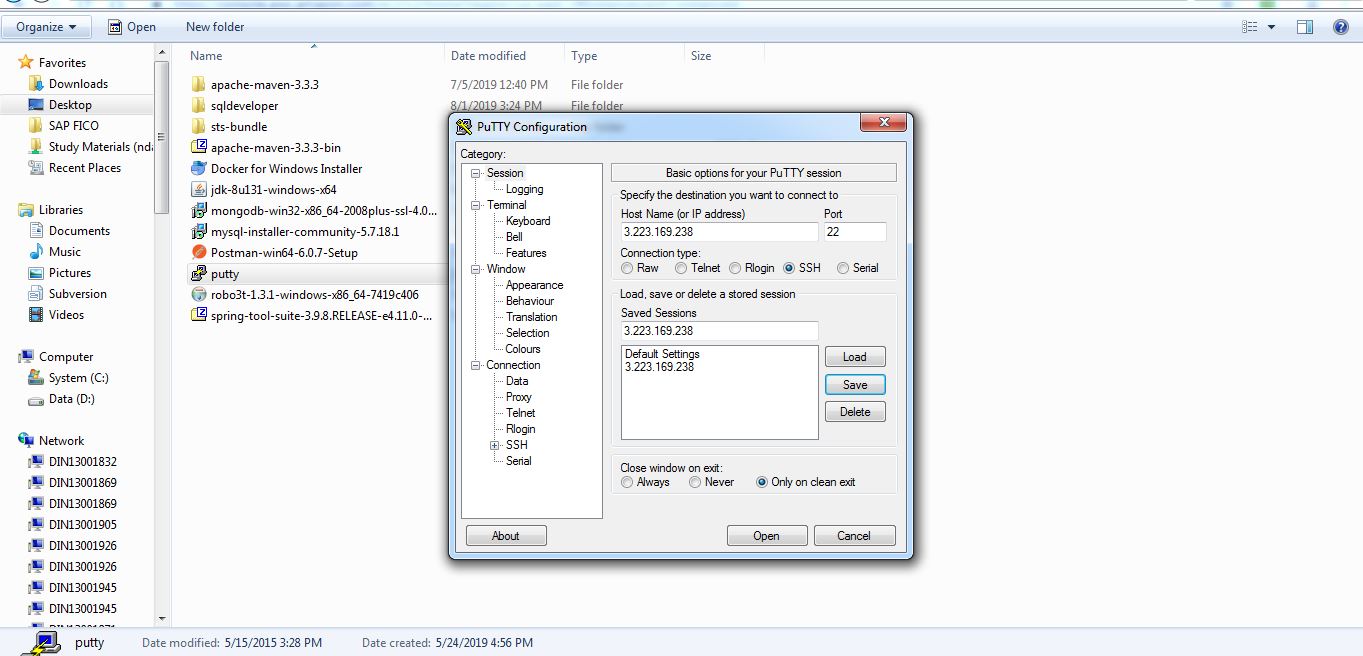 Organize Open New folder
Name Date modified Type Size
Favorites
Downloads
Desktop
SAP FICO
Study Materials (nda
Recent Places
Libraries
Documents
Music
Pictures
Subversion
Videos
Computer
System (C:)
Data (D:)
Network
DIN13001832
DIN13001869
DIN13001869
DIN13001905
DIN13001926
DIN13001926
DIN13001945
DIN13001945
apache-maven-3.3.3 7/5/2019 12:40 PM File folder
sqldeveloper 8/1/2019 3:24 PM File folder
sts-bundle
apache-maven-3.3.3-bin
Docker for Windows Installer
jdk-8u131-windows-x64
mongodb-win32-x86_64-2008plus-ssl-4.0...
mysql-installer-community-5.7.18.1
Postman-win64-6.0.7-Setup
putty
robo3t-1.3.1-windows-x86_64-7419c406
spring-tool-suite-3.9.8.RELEASE-e4.11.0-...
PuTTY Configuration
Category:
Session
Logging
Terminal
Keyboard
Bell
Features
Window
Appearance
Behaviour
Translation
Selection
Colours
Connection
Data
Proxy
Telnet
Rlogin
SSH
Serial
Basic options for your PuTTY session
Specify the destination you want to connect to
Host Name (or IP address) Port
3.223.169.238 22
Connection type:
Raw Telnet Rlogin SSH Serial
Load, save or delete a stored session
Saved Sessions
3.223.169.238
Default Settings
3.223.169.238
Load
Save
Delete
Close window on exit:
Always Never Only on clean exit
About Open Cancel
putty Date modified: 5/15/2015 3:28 PM Date created: 5/24/2019 4:56 PM